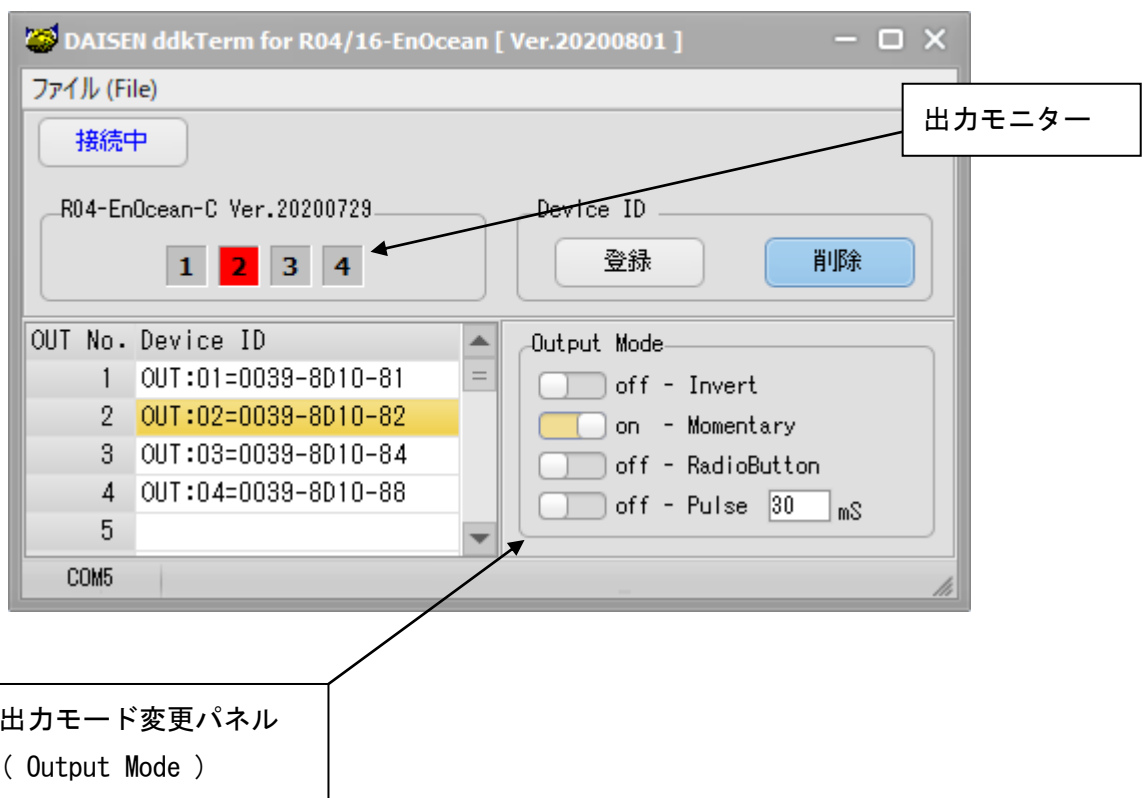 DAISEN ddkTerm for R04/16-EnOcean [ Ver.20200801 ]
ファイル (File)
接続中
出力モニター
R04-EnOcean-C Ver.20200729
1 2 3 4
Device ID
登録 削除
OUT No. Device ID
1 OUT:01=0039-8D10-81
2 OUT:02=0039-8D10-82
3 OUT:03=0039-8D10-84
4 OUT:04=0039-8D10-88
5
Output Mode
off - Invert
on - Momentary
off - RadioButton
off - Pulse 30 mS
COM5
出力モード変更パネル
( Output Mode )